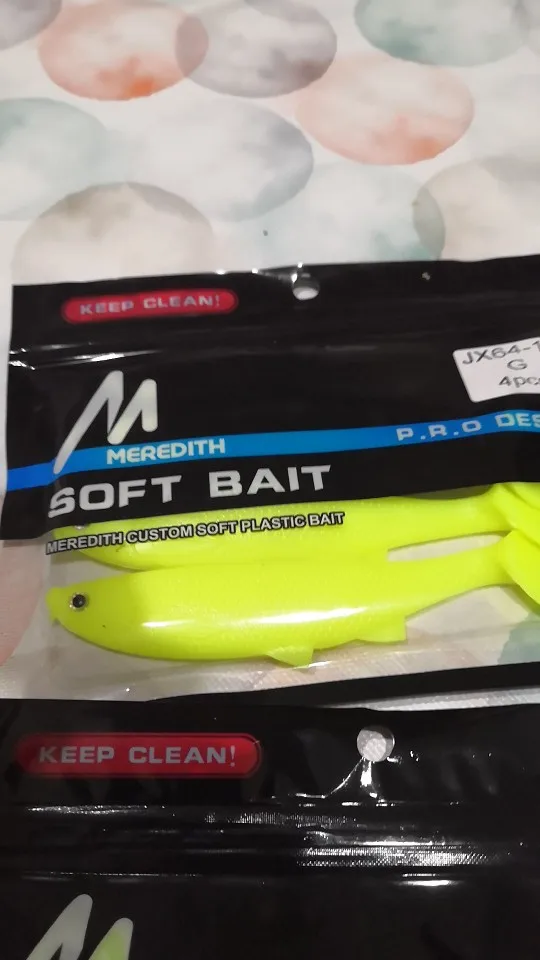 KEEP CLEAN!
JX64-1
G
4pc
MEREDITH
P.R.O DES
SOFT BAIT
MEREDITH CUSTOM SOFT PLASTIC BAIT
KEEP CLEAN!